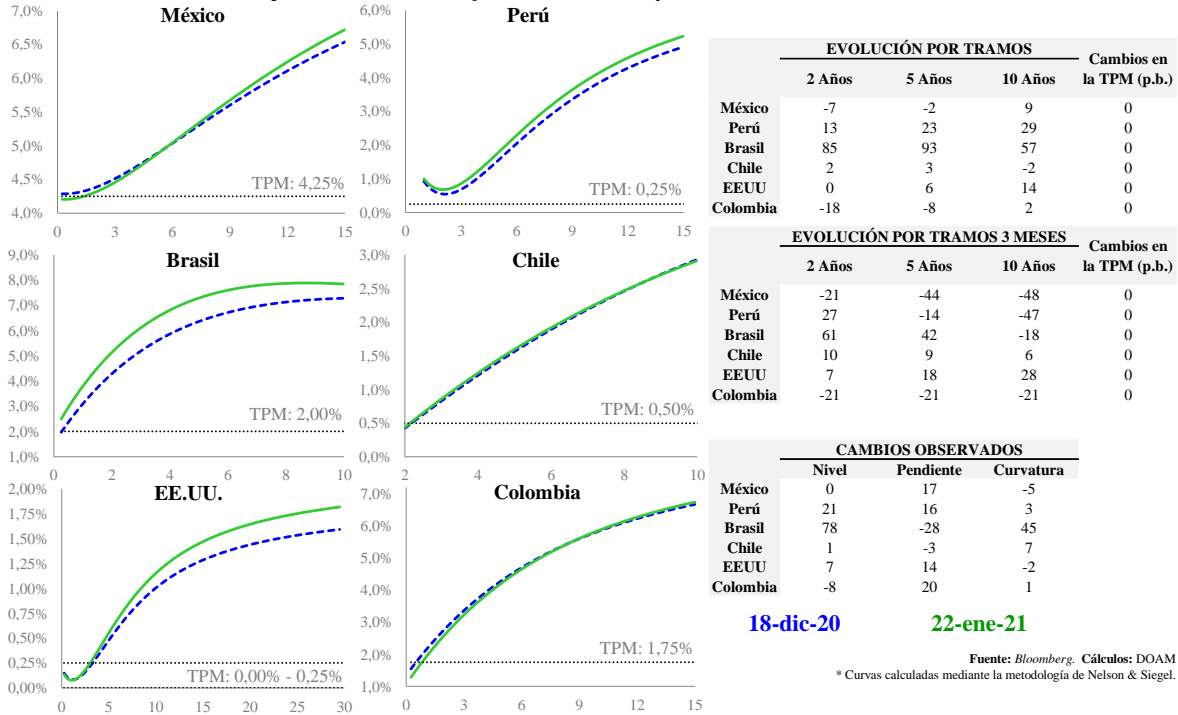 México
7,0%
6,5%
6,0%
5,5%
5,0%
4,5%
4,0%
TPM: 4,25%
0 3 6 9 12 15
Perú
6,0%
5,0%
4,0%
3,0%
2,0%
1,0%
0,0%
TPM: 0,25%
0 3 6 9 12 15
Brasil
9,0%
8,0%
7,0%
6,0%
5,0%
4,0%
3,0%
2,0%
1,0%
TPM: 2,00%
0 2 4 6 8 10
Chile
3,0%
2,5%
2,0%
1,5%
1,0%
0,5%
0,0%
TPM: 0,50%
2 4 6 8 10
EE.UU.
2,00%
1,75%
1,50%
1,25%
1,00%
0,75%
0,50%
0,25%
0,00%
TPM: 0,00% - 0,25%
0 5 10 15 20 25 30
Colombia
7,0%
6,0%
5,0%
4,0%
3,0%
2,0%
1,0%
TPM: 1,75%
0 3 6 9 12 15
EVOLUCIÓN POR TRAMOS Cambios en
2 Años 5 Años 10 Años la TPM (p.b.)
México -7 -2 9 0
Perú 13 23 29 0
Brasil 85 93 57 0
Chile 2 3 -2 0
EEUU 0 6 14 0
Colombia -18 -8 2 0
EVOLUCIÓN POR TRAMOS 3 MESES Cambios en
2 Años 5 Años 10 Años la TPM (p.b.)
México -21 -44 -48 0
Perú 27 -14 -47 0
Brasil 61 42 -18 0
Chile 10 9 6 0
EEUU 7 18 28 0
Colombia -21 -21 -21 0
CAMBIOS OBSERVADOS
Nivel Pendiente Curvatura
México 0 17 -5
Perú 21 16 3
Brasil 78 -28 45
Chile 1 -3 7
EEUU 7 14 -2
Colombia -8 20 1
18-dic-20 22-ene-21
Fuente: Bloomberg. Cálculos: DOAM
* Curvas calculadas mediante la metodología de Nelson & Siegel.